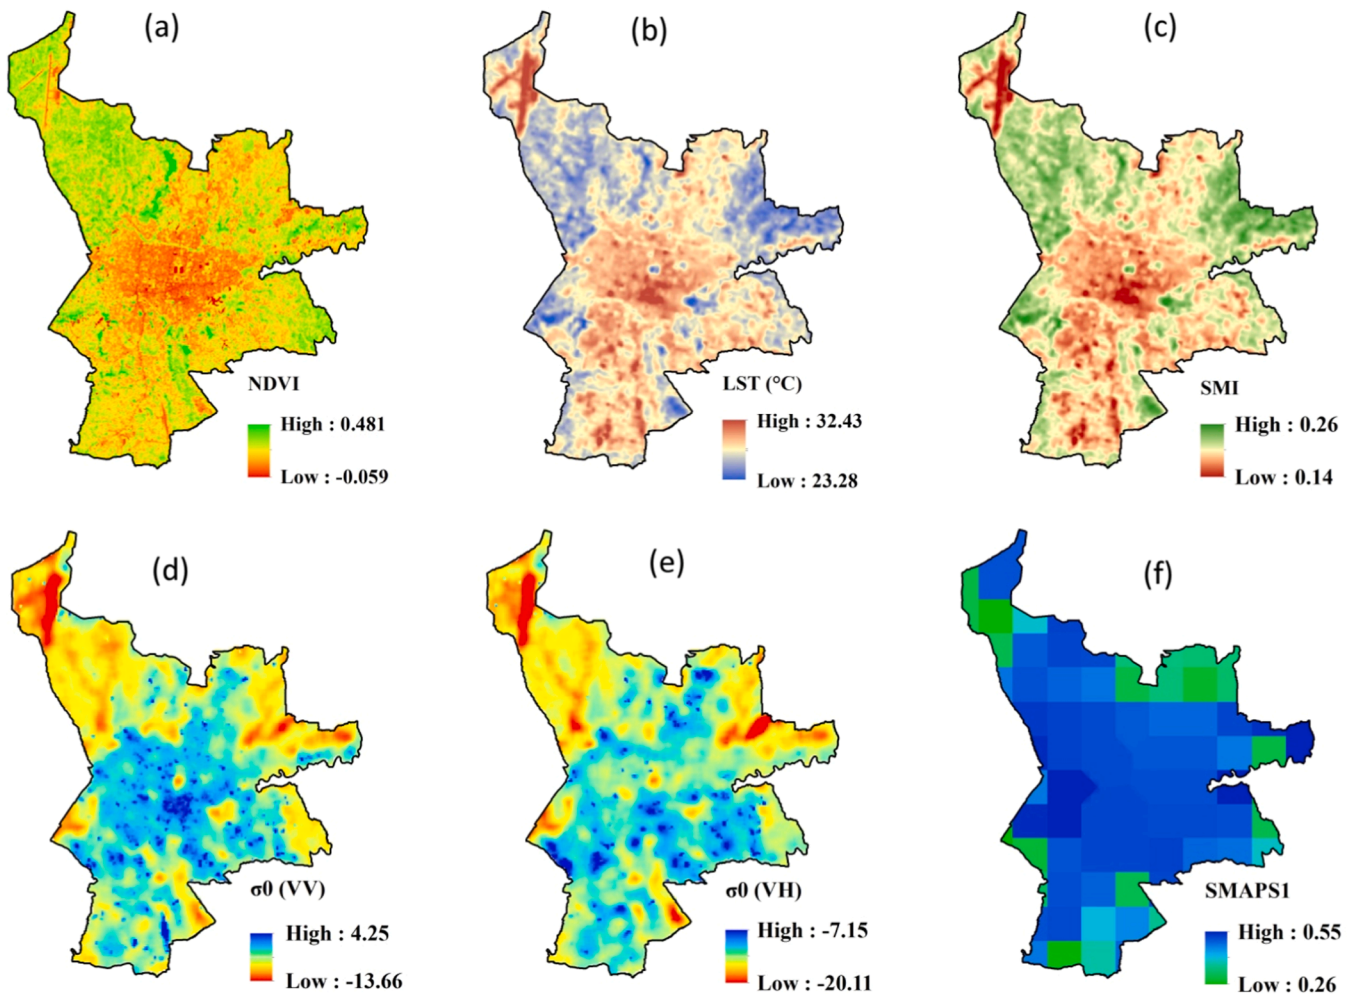 (a)
(b)
(c)
NDVI
High : 0.481
Low : -0.059
LST (°C)
High : 32.43
Low : 23.28
SMI
High : 0.26
Low : 0.14
(d)
(e)
(f)
σ0 (VV)
High : 4.25
Low : -13.66
σ0 (VH)
High : -7.15
Low : -20.11
SMAPS1
High : 0.55
Low : 0.26